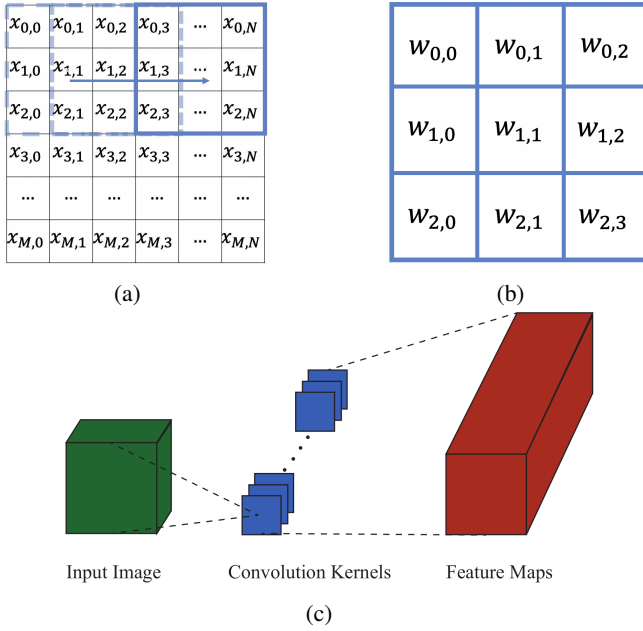 x0,0 x0,1 x0,2 x0,3 ... x0,N
x1,0 x1,1 x1,2 x1,3 ... x1,N
x2,0 x2,1 x2,2 x2,3 ... x2,N
x3,0 x3,1 x3,2 x3,3 ... x3,N
... ... ... ... ... ...
xM,0 xM,1 xM,2 xM,3 ... xM,N
(a)
w0,0 w0,1 w0,2
w1,0 w1,1 w1,2
w2,0 w2,1 w2,3
(b)
Input Image Convolution Kernels Feature Maps
(c)